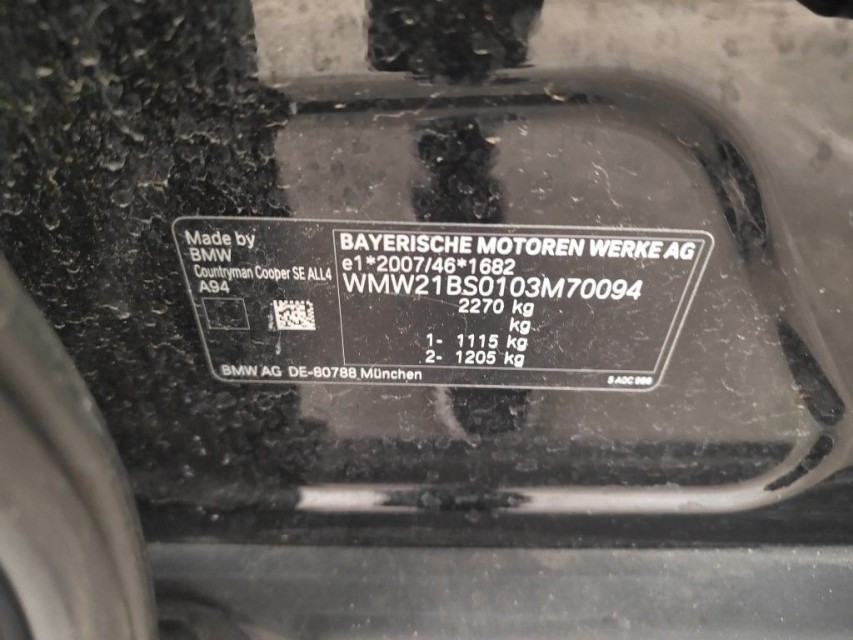 Made by
BMW
Countryman Cooper SE ALL4
A94
BAYERISCHE MOTOREN WERKE AG
e1*2007/46*1682
WMW21BS0103M70094
2270 kg
kg
1- 1115 kg
2- 1205 kg
BMW AG DE-80788 München